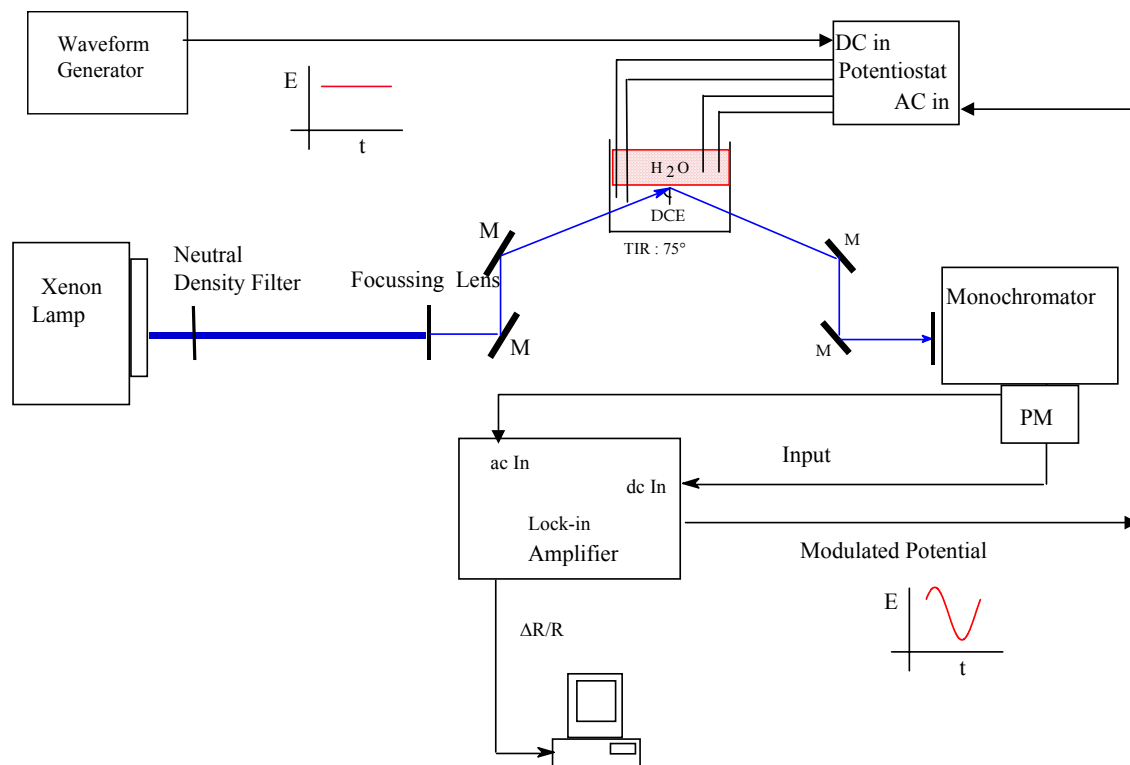 Waveform
Generator
E
t
DC in
Potentiostat
AC in
H2O
DCE
TIR : 75°
M
M
Xenon
Lamp
Neutral
Density Filter
Focussing Lens
M
M
Monochromator
PM
ac In
dc In
Input
Lock-in
Amplifier
Modulated Potential
E
t
ΔR/R